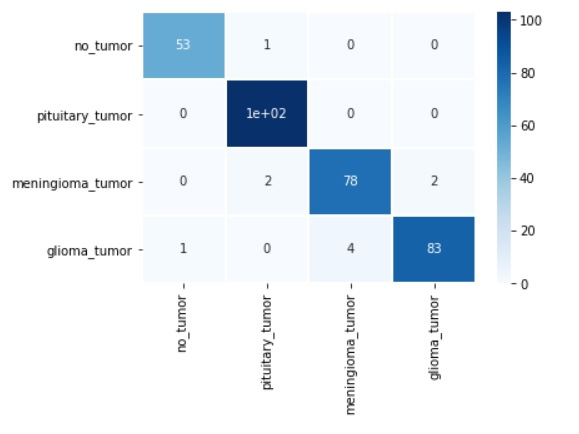 no_tumor 53 1 0 0
pituitary_tumor 0 1e+02 0 0
meningioma_tumor 0 2 78 2
glioma_tumor 1 0 4 83
no_tumor
pituitary_tumor
meningioma_tumor
glioma_tumor
100
80
60
40
20
0